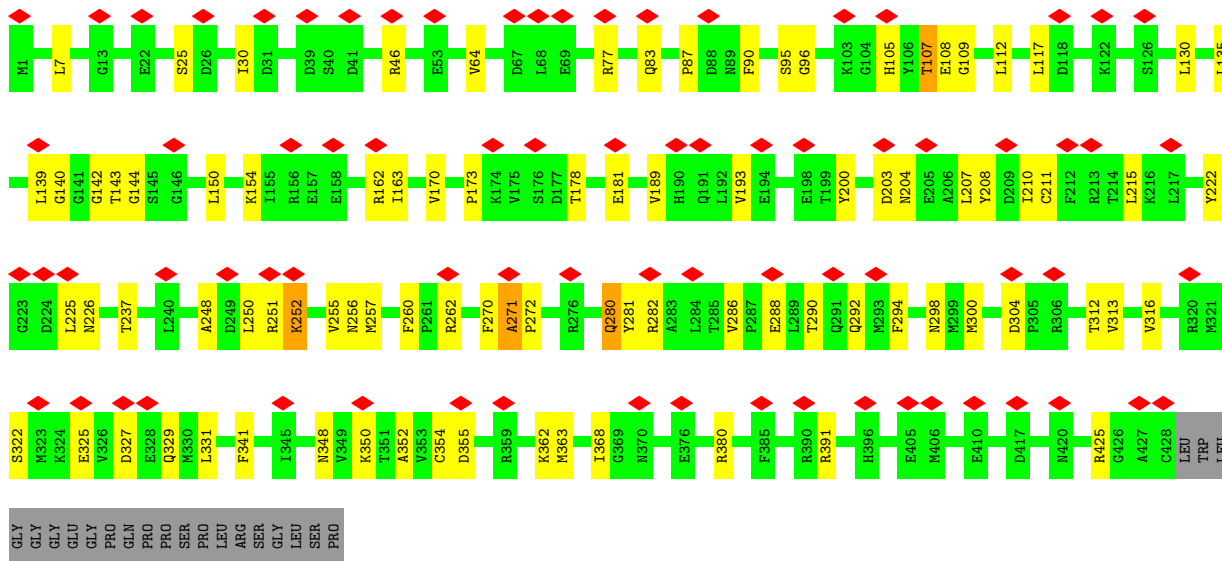 M1 L7 G13 E22 S25 D26 I30 D31 D39 S40 D41 R46 E53 V64 D67 L68 E69 R77 Q83 P87 D88 N89 F90 S95 G96 K103 G104 H105 Y106 T107 E108 G109 L112 L117 D118 K122 S126 L130 L135
L139 G140 G141 G142 T143 G144 S145 G146 L150 K154 I155 R156 E157 E158 R162 I163 V170 P173 K174 V175 S176 D177 T178 E181 V189 H190 Q191 L192 V193 E194 E198 T199 Y200 D203 N204 E205 A206 L207 Y208 D209 I210 C211 F212 R213 T214 L215 K216 L217 Y222
G223 D224 L225 N226 T237 L240 A248 D249 L250 R251 K252 V255 N256 M257 F260 P261 R262 F270 A271 P272 R276 Q280 Y281 R282 A283 L284 T285 V286 P287 E288 L289 T290 Q291 Q292 M293 F294 N298 M299 M300 D304 P305 R306 T312 V313 V316 R320 M321
S322 M323 K324 E325 V326 D327 E328 Q329 M330 L331 F341 I345 N348 V349 K350 T351 A352 V353 C354 D355 R359 K362 M363 I368 G369 N370 E376 R380 F385 R390 R391 H396 E405 M406 E410 D417 N420 R425 G426 A427 C428 LEU TRP LEU
GLY GLY GLY GLU GLY PRO GLN PRO PRO SER PRO LEU ARG SER GLY LEU SER PRO